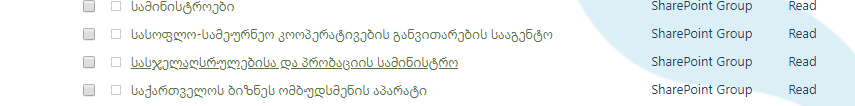 სამინისტროები SharePoint Group Read
სასოფლო-სამეურნეო კოოპერატივების განვითარების სააგენტო SharePoint Group Read
სასჯელაღსრულებისა და პრობაციის სამინისტრო SharePoint Group Read
საქართველოს ბიზნეს ომბუდსმენის აპარატი SharePoint Group Read